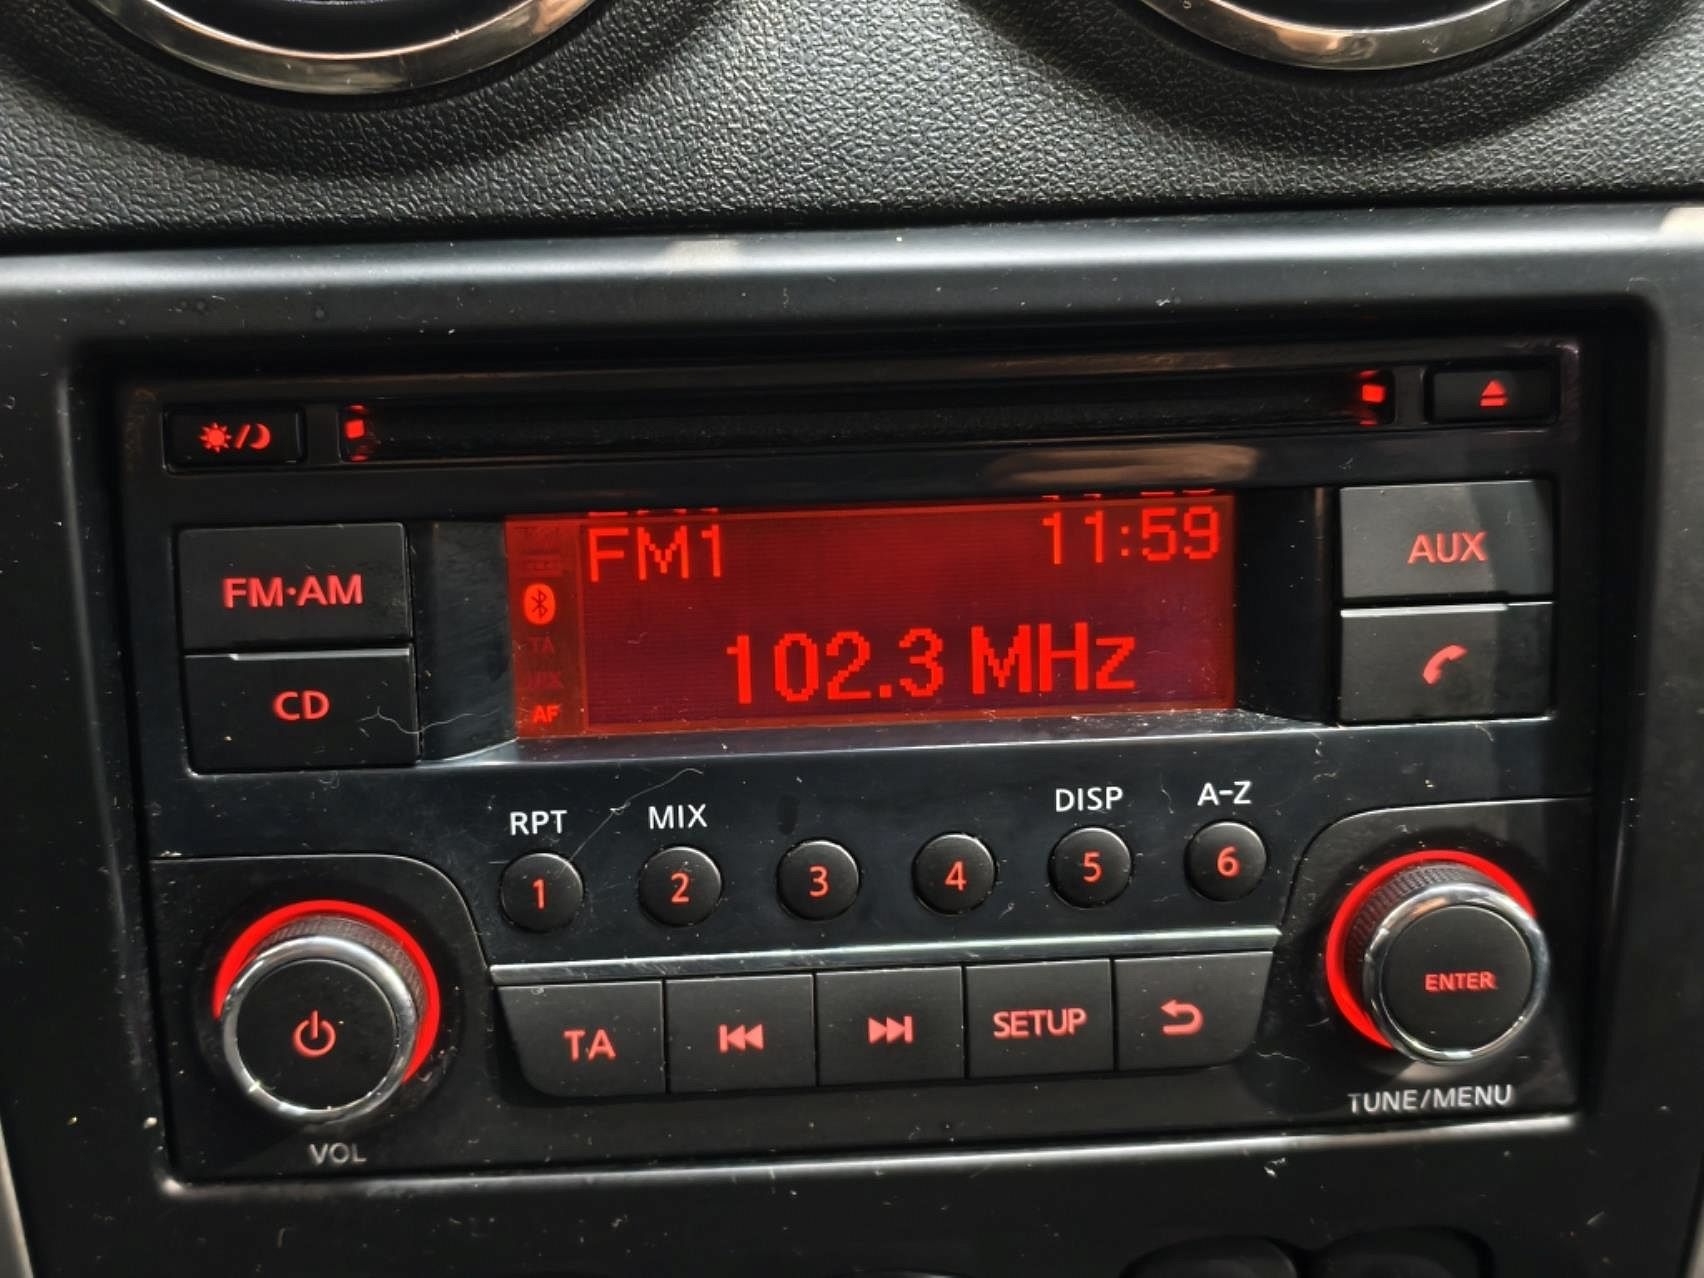 FM1 11:59
FM·AM
AUX
TA
102.3 MHz
CD
AF
RPT MIX DISP A-Z
1 2 3 4 5 6
ENTER
TA SETUP
TUNE/MENU
VOL